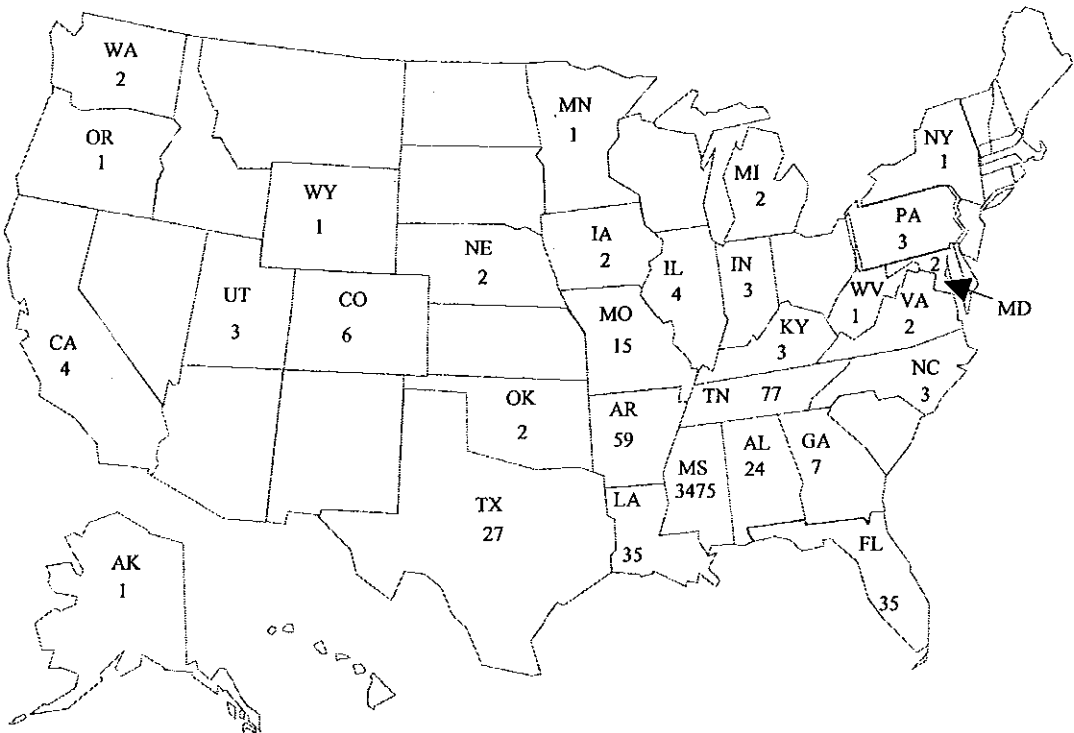 WA
2
OR
1
MN
1
NY
1
WY
1
MI
2
PA
3
NE
2
IA
2
IL
4
IN
3
2
MD
WV
1
VA
2
UT
3
CO
6
MO
15
KY
3
CA
4
NC
3
TN 77
OK
2
AR
59
MS
3475
AL
24
GA
7
TX
27
LA
35
FL
35
AK
1